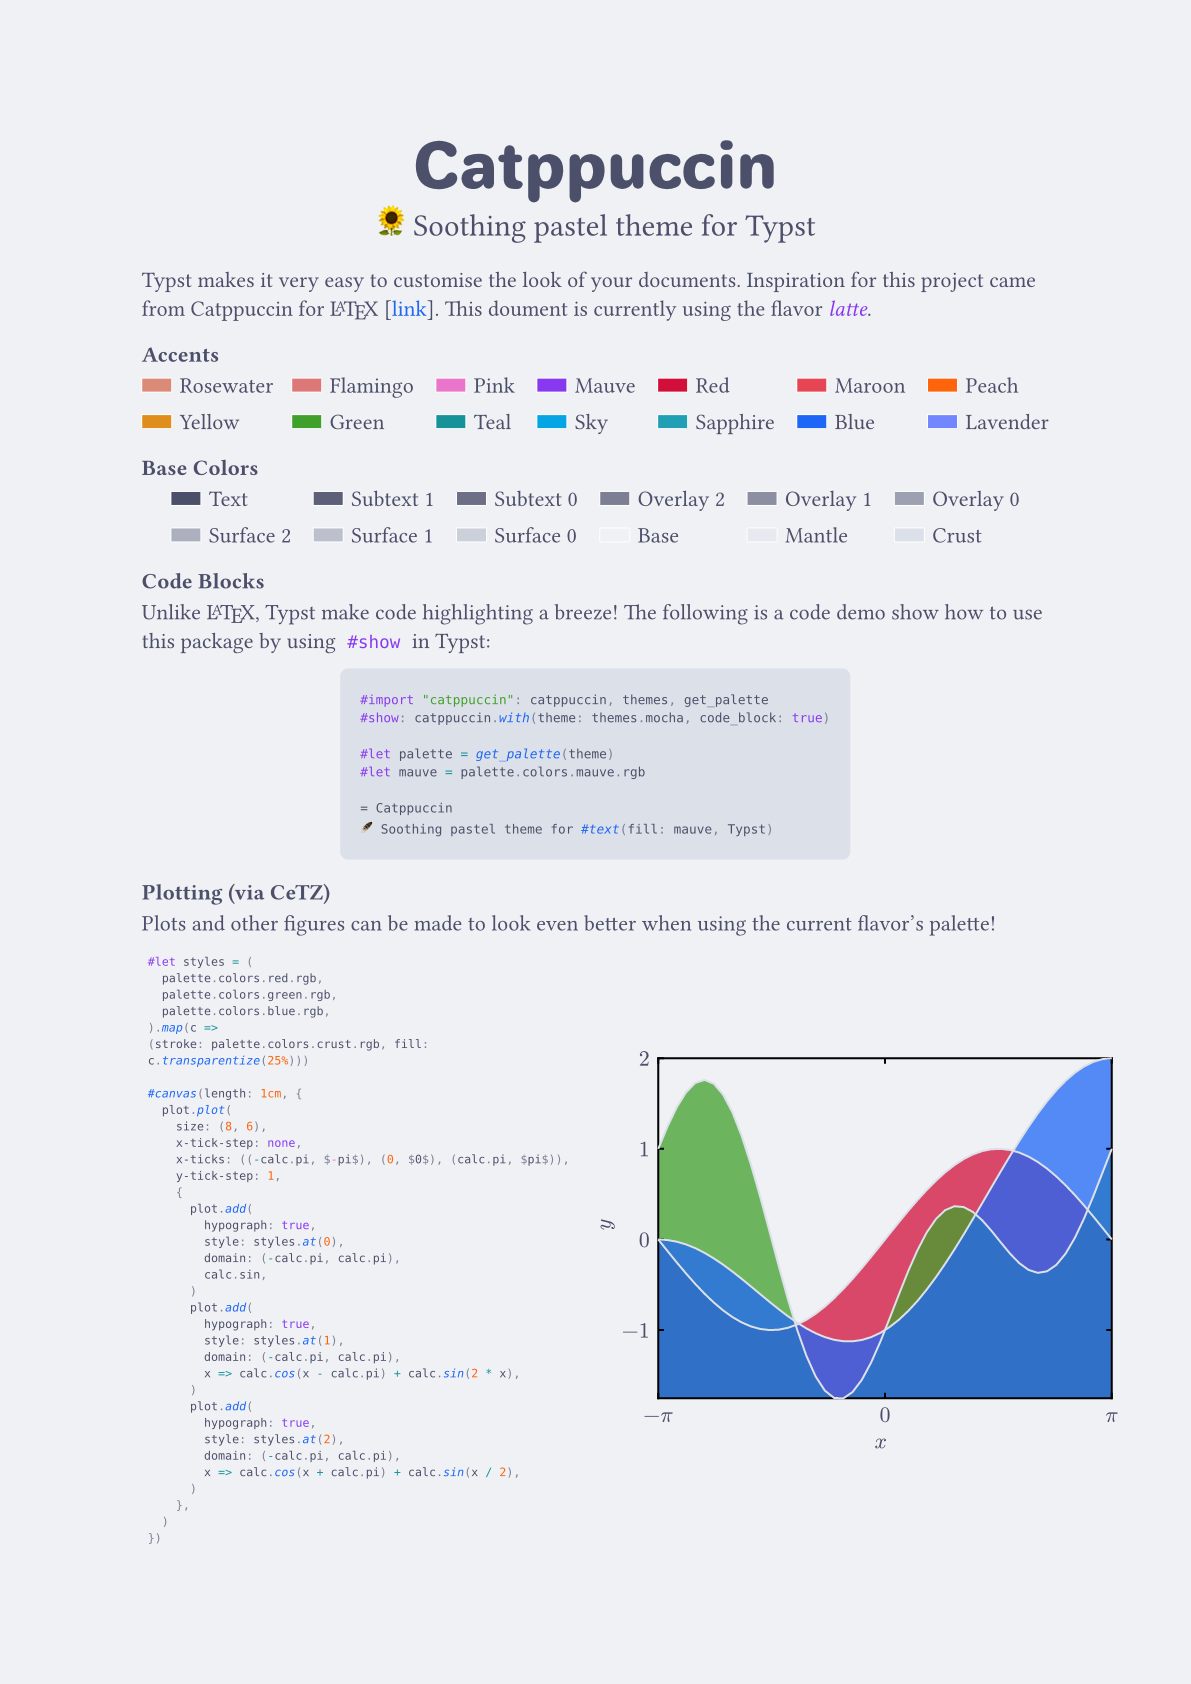 Catppuccin
🌻 Soothing pastel theme for Typst
Typst makes it very easy to customise the look of your documents. Inspiration for this project came
from Catppuccin for LATEX [link]. This doument is currently using the flavor latte.
Accents
Rosewater Flamingo Pink Mauve Red Maroon Peach
Yellow Green Teal Sky Sapphire Blue Lavender
Base Colors
Text Subtext 1 Subtext 0 Overlay 2 Overlay 1 Overlay 0
Surface 2 Surface 1 Surface 0 Base Mantle Crust
Code Blocks
Unlike LATEX, Typst make code highlighting a breeze! The following is a code demo show how to use
this package by using #show in Typst:
#import "catppuccin": catppuccin, themes, get_palette
#show: catppuccin.with(theme: themes.mocha, code_block: true)
#let palette = get_palette(theme)
#let mauve = palette.colors.mauve.rgb
= Catppuccin
🪶 Soothing pastel theme for #text(fill: mauve, Typst)
Plotting (via CeTZ)
Plots and other figures can be made to look even better when using the current flavor’s palette!
#let styles = (
  palette.colors.red.rgb,
  palette.colors.green.rgb,
  palette.colors.blue.rgb,
).map(c =>
(stroke: palette.colors.crust.rgb, fill:
c.transparentize(25%)))
#canvas(length: 1cm, {
  plot.plot(
    size: (8, 6),
    x-tick-step: none,
    x-ticks: ((-calc.pi, $-pi$), (0, $0$), (calc.pi, $pi$)),
    y-tick-step: 1,
    {
      plot.add(
        hypograph: true,
        style: styles.at(0),
        domain: (-calc.pi, calc.pi),
        calc.sin,
      )
      plot.add(
        hypograph: true,
        style: styles.at(1),
        domain: (-calc.pi, calc.pi),
        x => calc.cos(x - calc.pi) + calc.sin(2 * x),
      )
      plot.add(
        hypograph: true,
        style: styles.at(2),
        domain: (-calc.pi, calc.pi),
        x => calc.cos(x + calc.pi) + calc.sin(x / 2),
      )
    },
  )
})
2
1
0
−1
y
−π 0 π
x